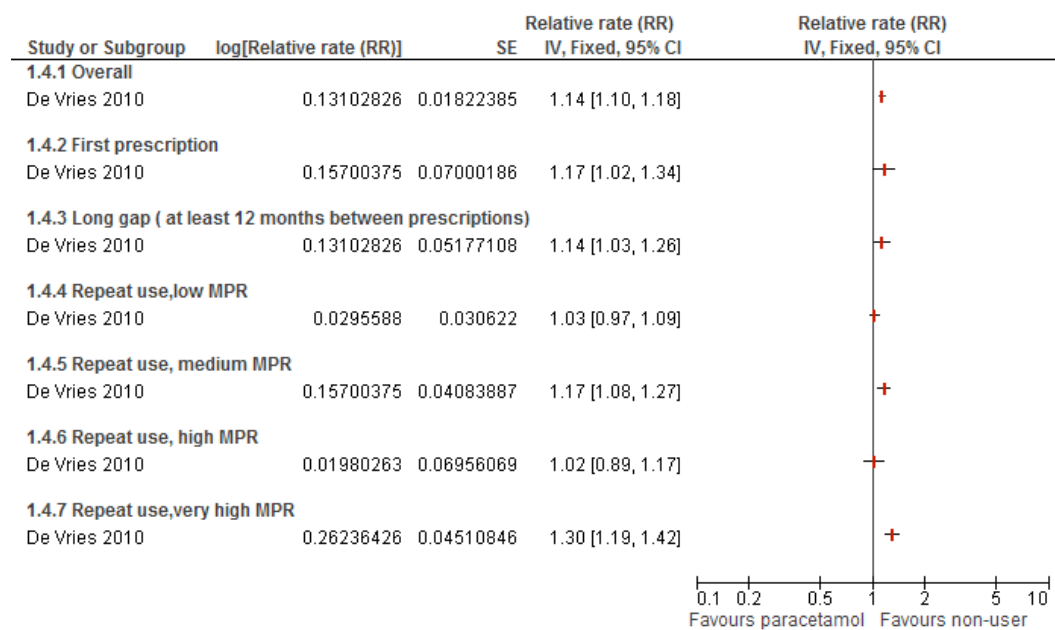 Relative rate (RR) Relative rate (RR)
Study or Subgroup log[Relative rate (RR)] SE IV, Fixed, 95% CI IV, Fixed, 95% CI
1.4.1 Overall
De Vries 2010 0.13102826 0.01822385 1.14 [1.10, 1.18]
1.4.2 First prescription
De Vries 2010 0.15700375 0.07000186 1.17 [1.02, 1.34]
1.4.3 Long gap ( at least 12 months between prescriptions)
De Vries 2010 0.13102826 0.05177108 1.14 [1.03, 1.26]
1.4.4 Repeat use,low MPR
De Vries 2010 0.0295588 0.030622 1.03 [0.97, 1.09]
1.4.5 Repeat use, medium MPR
De Vries 2010 0.15700375 0.04083887 1.17 [1.08, 1.27]
1.4.6 Repeat use, high MPR
De Vries 2010 0.01980263 0.06956069 1.02 [0.89, 1.17]
1.4.7 Repeat use,very high MPR
De Vries 2010 0.26236426 0.04510846 1.30 [1.19, 1.42]
0.1 0.2 0.5 1 2 5 10
Favours paracetamol Favours non-user